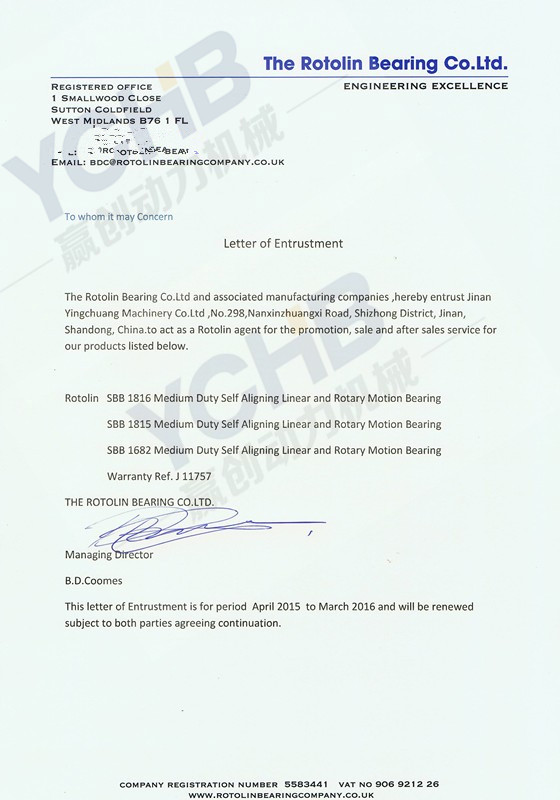 The Rotolin Bearing Co.Ltd.
ENGINEERING EXCELLENCE
REGISTERED OFFICE
1 SMALLWOOD CLOSE
SUTTON COLDFIELD
WEST MIDLANDS B76 1 FL
EMAIL: BDC@ROTOLINBEARINGCOMPANY.CO.UK
YCHB
赢创动力机械
To whom it may Concern
Letter of Entrustment
The Rotolin Bearing Co.Ltd and associated manufacturing companies ,hereby entrust Jinan
Yingchuang Machinery Co.Ltd ,No.298,Nanxinzhuangxi Road, Shizhong District, Jinan,
Shandong, China.to act as a Rotolin agent for the promotion, sale and after sales service for
our products listed below.
YCHB
赢创动力机械
Rotolin SBB 1816 Medium Duty Self Aligning Linear and Rotary Motion Bearing
SBB 1815 Medium Duty Self Aligning Linear and Rotary Motion Bearing
SBB 1682 Medium Duty Self Aligning Linear and Rotary Motion Bearing
Warranty Ref. J 11757
THE ROTOLIN BEARING CO.LTD.
Managing Director
B.D.Coomes
This letter of Entrustment is for period April 2015 to March 2016 and will be renewed
subject to both parties agreeing continuation.
COMPANY REGISTRATION NUMBER 5583441 VAT NO 906 9212 26
WWW.ROTOLINBEARINGCOMPANY.CO.UK